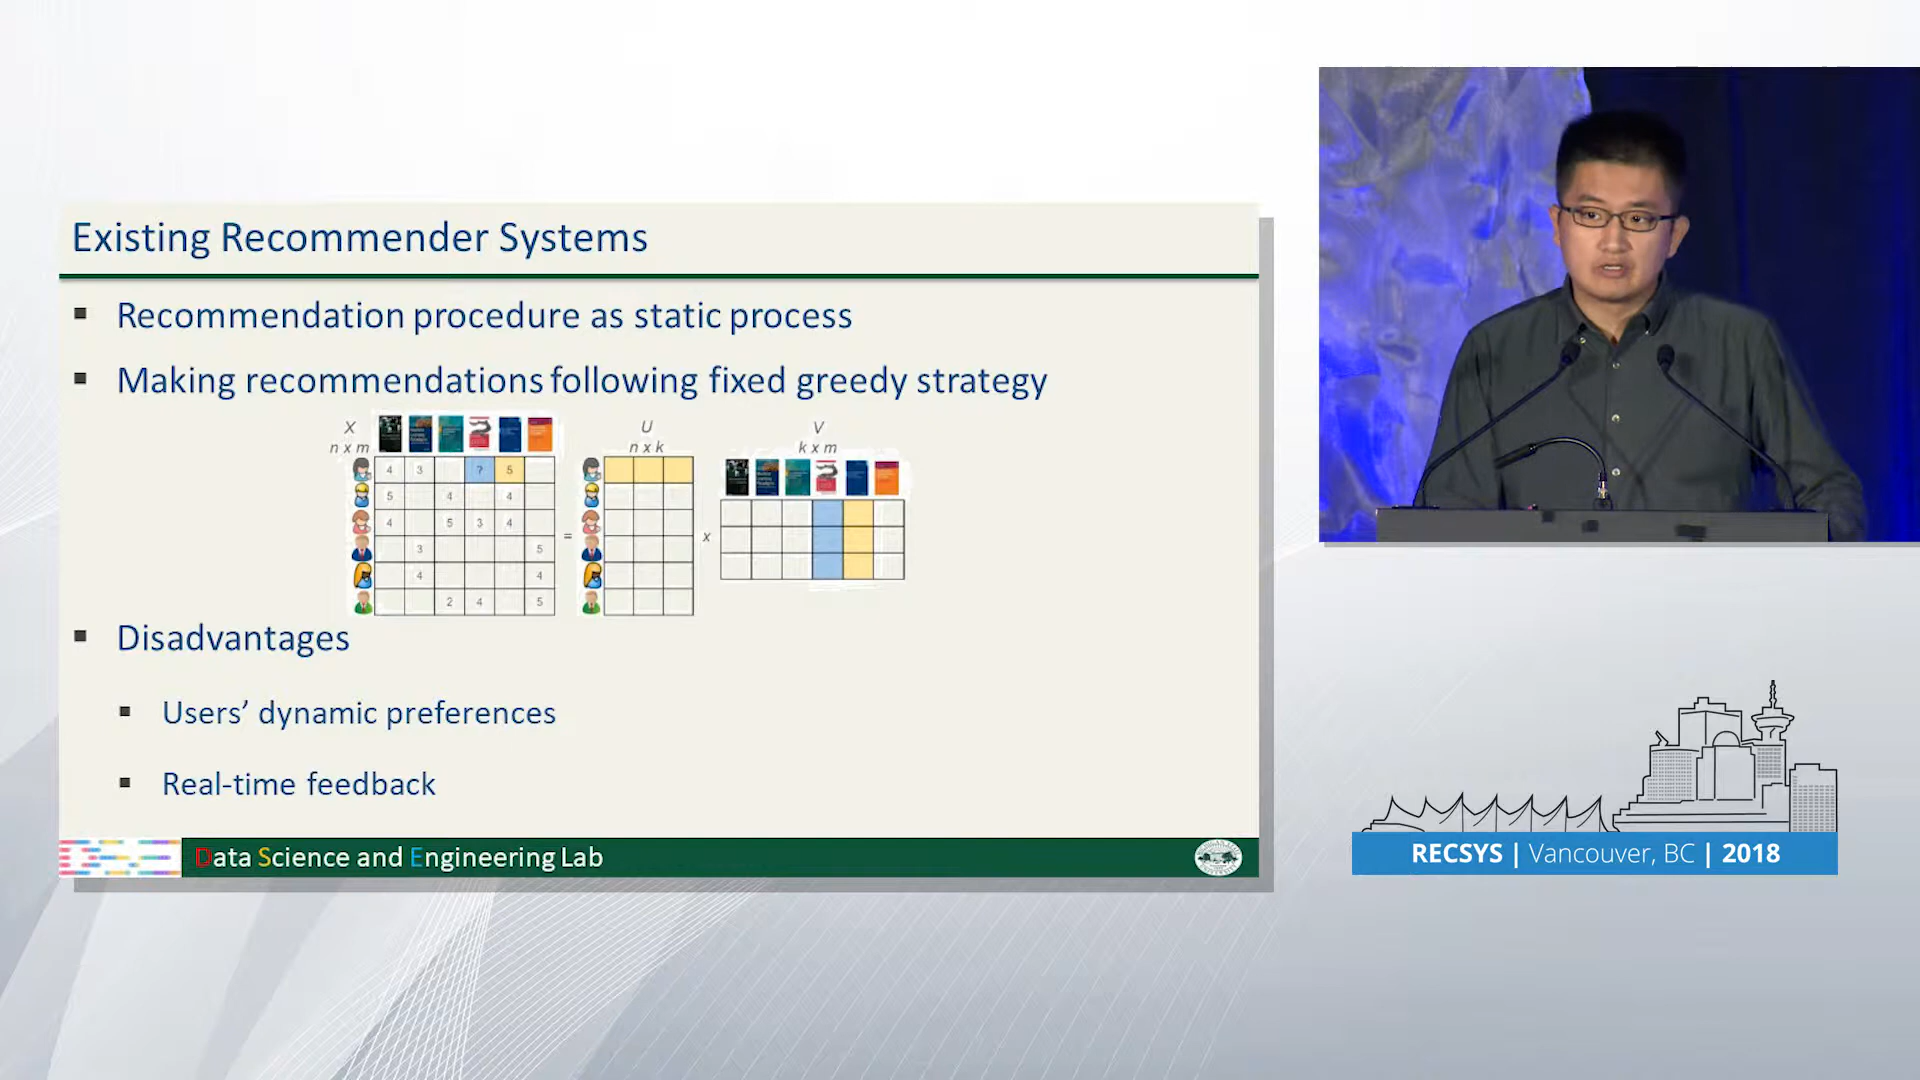 Existing Recommender Systems
Recommendation procedure as static process
Making recommendations following fixed greedy strategy
X
n x m
U
n x k
V
k x m
4 3 ? 5
5 4 4
4 5 3 4
3 5
4 4
2 4 5
=
x
Disadvantages
Users’ dynamic preferences
Real-time feedback
Data Science and Engineering Lab
RECSYS | Vancouver, BC | 2018